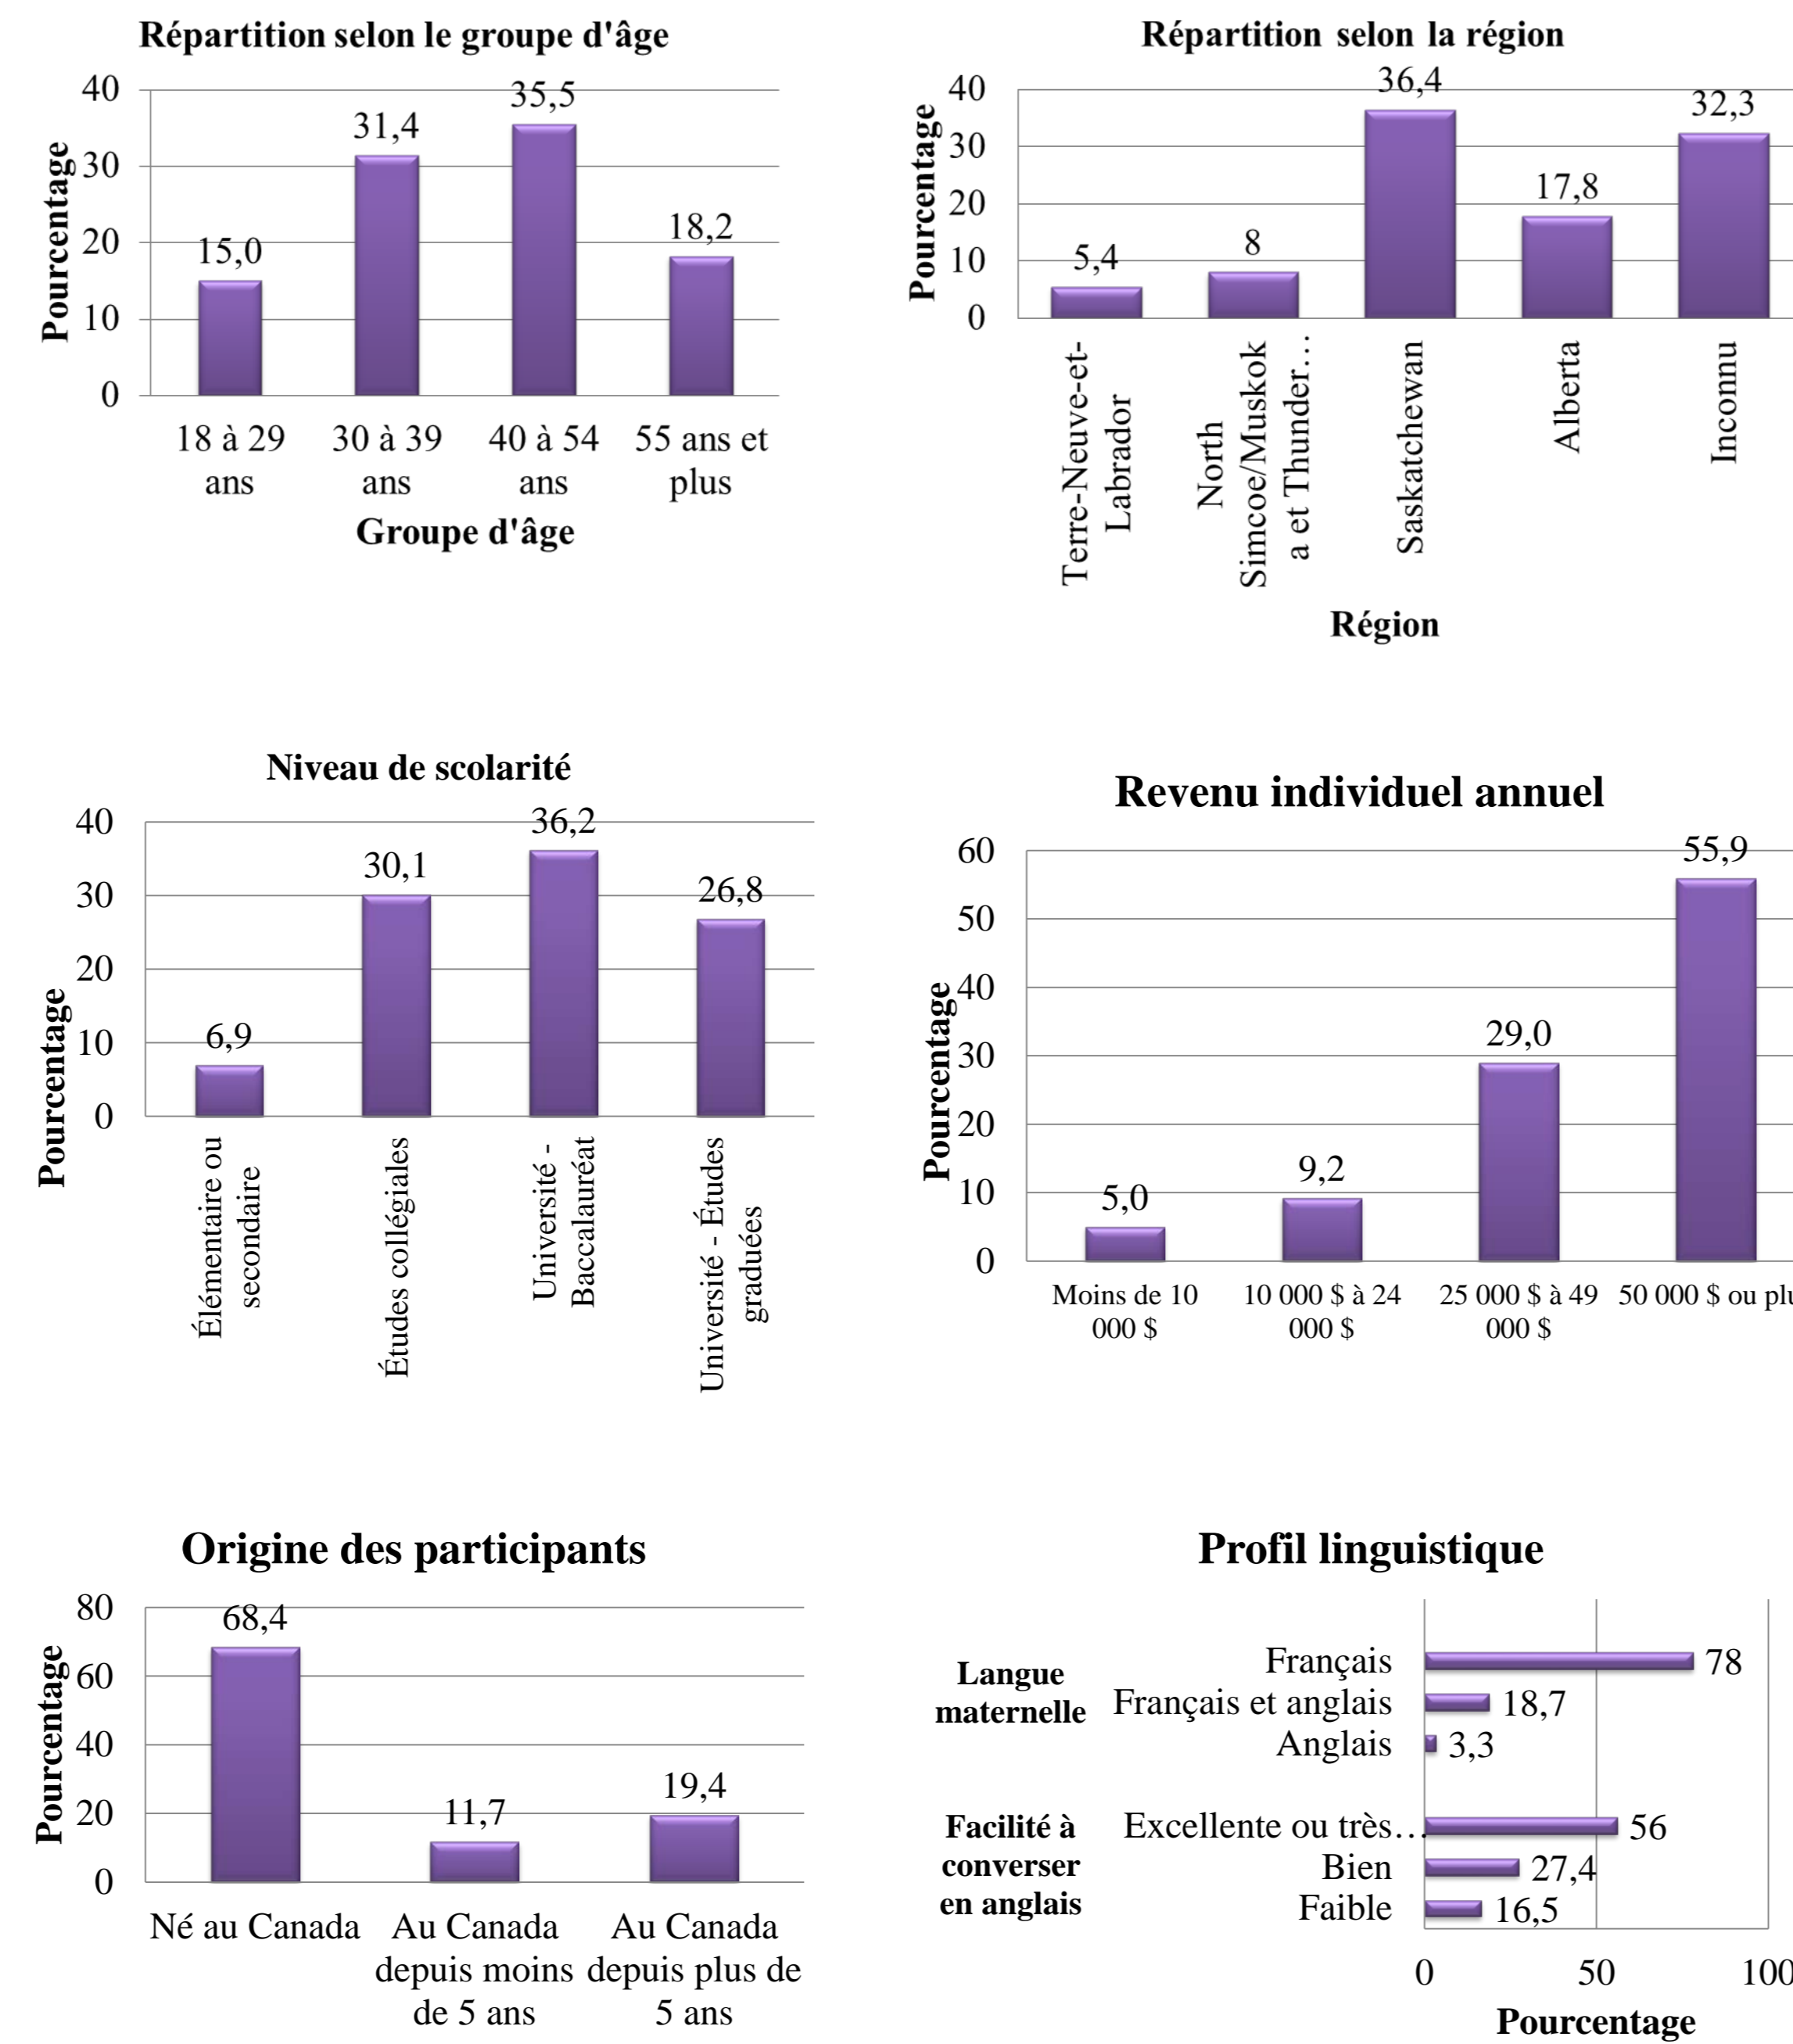 Répartition selon le groupe d'âge
Pourcentage
40
30
20
10
0
15,0
31,4
35,5
18,2
18 à 29
ans
30 à 39
ans
40 à 54
ans
55 ans et
plus
Groupe d'âge
Répartition selon la région
Pourcentage
40
30
20
10
0
5,4
8
36,4
17,8
32,3
Terre-Neuve-et-
Labrador
North
Simcoe/Muskok
a et Thunder…
Saskatchewan
Alberta
Inconnu
Région
Niveau de scolarité
Pourcentage
40
30
20
10
0
6,9
30,1
36,2
26,8
Élémentaire ou
secondaire
Études collégiales
Université -
Baccalauréat
Université - Études
graduées
Revenu individuel annuel
Pourcentage
60
50
40
30
20
10
0
5,0
9,2
29,0
55,9
Moins de 10
000 $
10 000 $ à 24
000 $
25 000 $ à 49
000 $
50 000 $ ou plu
Origine des participants
Pourcentage
80
60
40
20
0
68,4
11,7
19,4
Né au Canada
Au Canada
depuis moins
de 5 ans
Au Canada
depuis plus de
5 ans
Profil linguistique
Langue
maternelle
Français 78
Français et anglais 18,7
Anglais 3,3
Facilité à
converser
en anglais
Excellente ou très… 56
Bien 27,4
Faible 16,5
0 50 100
Pourcentage